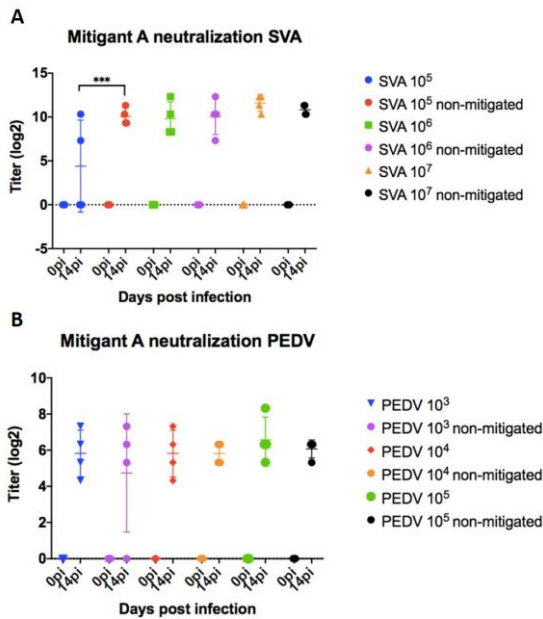 A
Mitigant A neutralization SVA
***
15
10
5
0
-5
Titer (log2)
0pi 14pi 0pi 14pi 0pi 14pi 0pi 14pi 0pi 14pi 0pi 14pi
Days post infection
SVA 10⁵
SVA 10⁵ non-mitigated
SVA 10⁶
SVA 10⁶ non-mitigated
SVA 10⁷
SVA 10⁷ non-mitigated
B
Mitigant A neutralization PEDV
10
8
6
4
2
0
Titer (log2)
0pi 14pi 0pi 14pi 0pi 14pi 0pi 14pi 0pi 14pi 0pi 14pi
Days post infection
PEDV 10³
PEDV 10³ non-mitigated
PEDV 10⁴
PEDV 10⁴ non-mitigated
PEDV 10⁵
PEDV 10⁵ non-mitigated